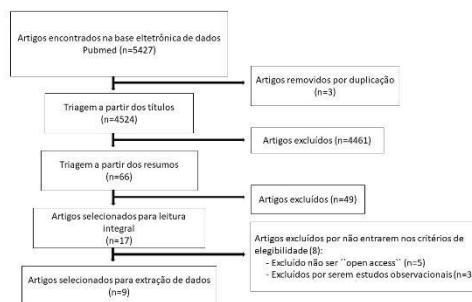 Artigos encontrados na base eltetrônica de dados
Pubmed (n=5427)
Artigos removidos por duplicação
(n=3)
Triagem a partir dos títulos
(n=4524)
Artigos excluídos (n=4461)
Triagem a partir dos resumos
(n=66)
Artigos excluídos (n=49)
Artigos selecionados para leitura
integral
(n=17)
Artigos excluídos por não entrarem nos critérios
de elegibilidade (8):
- Excluído não ser ``open access`` (n=5)
- Excluídos por serem estudos observacionais(n=3
Artigos selecionados para extração de dados
(n=9)